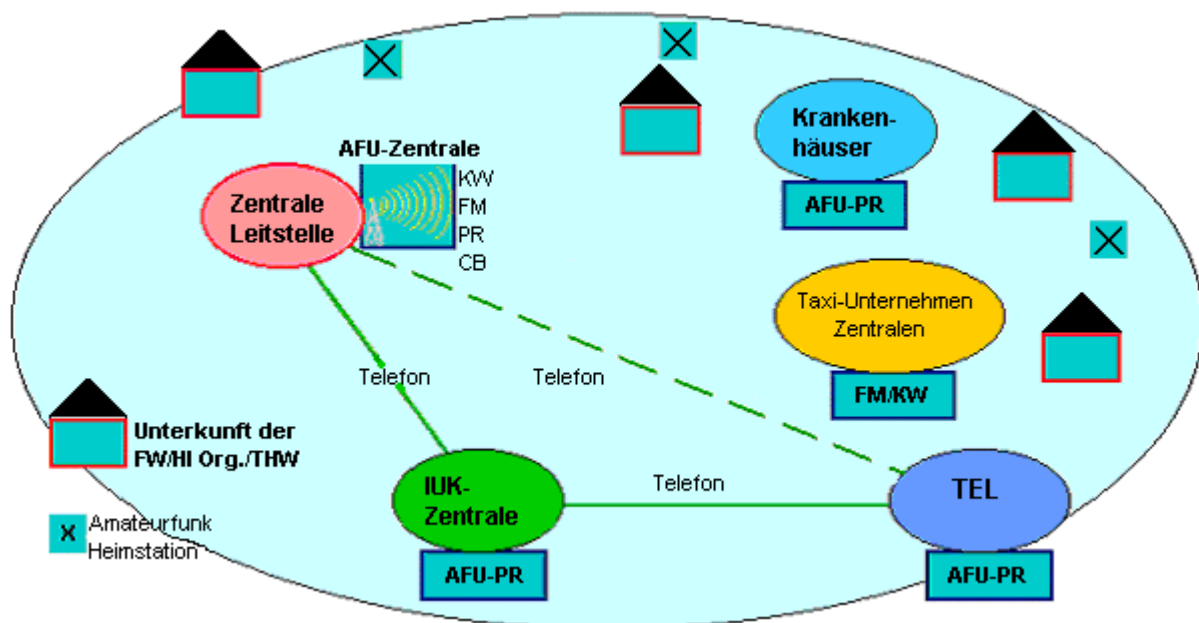 AFU-Zentrale
KW
FM
PR
CB
Zentrale
Leitstelle
Kranken-
häuser
AFU-PR
Taxi-Unternehmen
Zentralen
FM/KW
Telefon
Telefon
Unterkunft der
FW/HI Org./THW
IUK-
Zentrale
AFU-PR
Telefon
TEL
AFU-PR
X Amateurfunk
Heimstation